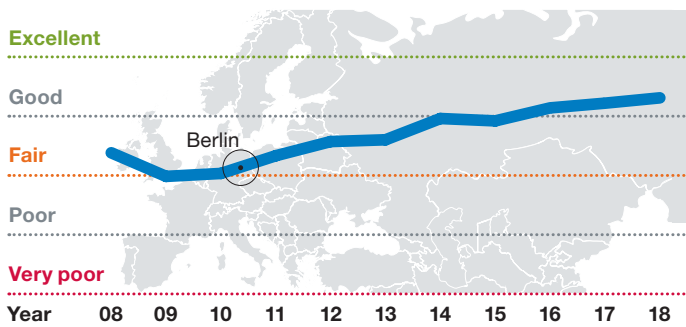 Excellent
Good
Berlin
Fair
Poor
Very poor
Year 08 09 10 11 12 13 14 15 16 17 18